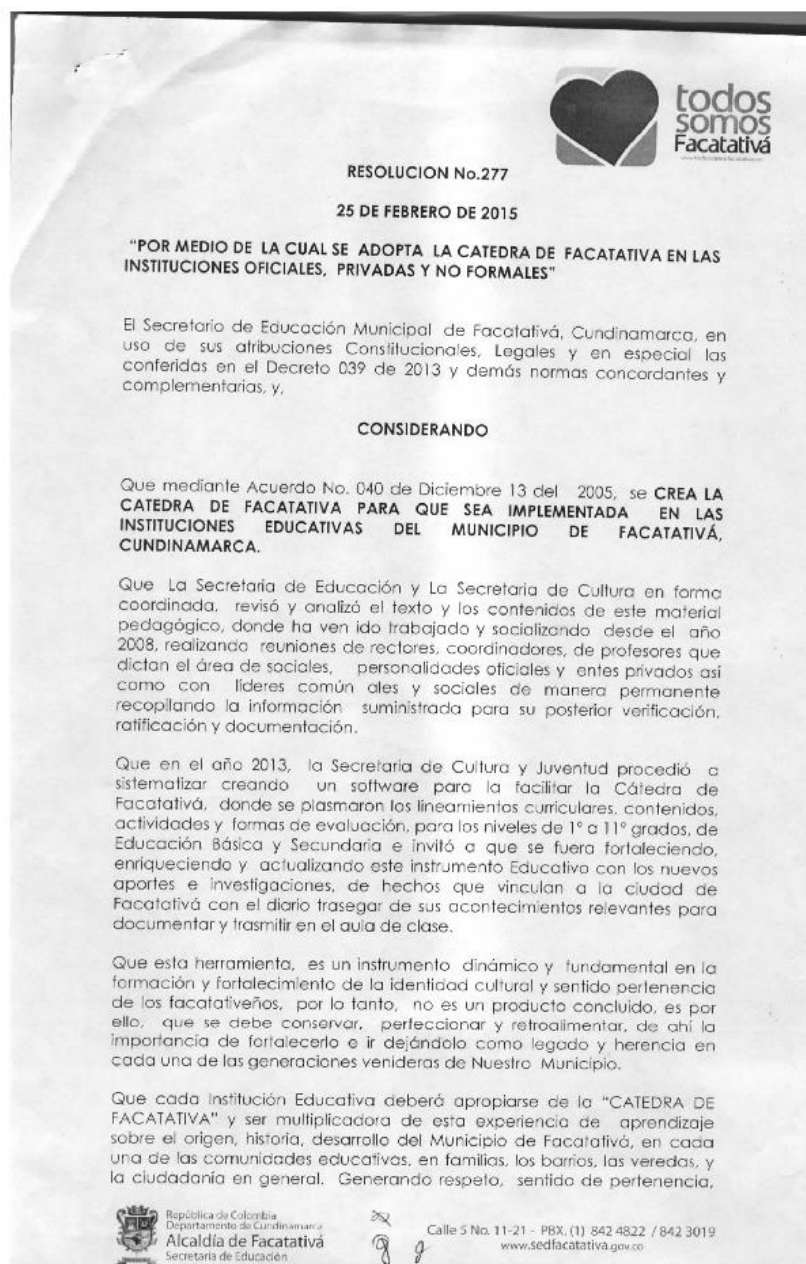 todos
somos
Facatativá
RESOLUCION No.277
25 DE FEBRERO DE 2015
"POR MEDIO DE LA CUAL SE ADOPTA LA CATEDRA DE FACATATIVA EN LAS
INSTITUCIONES OFICIALES, PRIVADAS Y NO FORMALES"
El Secretario de Educación Municipal de Facatativá, Cundinamarca, en
uso de sus atribuciones Constitucionales, Legales y en especial las
conferidas en el Decreto 039 de 2013 y demás normas concordantes y
complementarias, y,
CONSIDERANDO
Que mediante Acuerdo No. 040 de Diciembre 13 del 2005, se CREA LA
CATEDRA DE FACATATIVA PARA QUE SEA IMPLEMENTADA EN LAS
INSTITUCIONES EDUCATIVAS DEL MUNICIPIO DE FACATATIVÁ,
CUNDINAMARCA.
Que La Secretaria de Educación y La Secretaria de Cultura en forma
coordinada, revisó y analizó el texto y los contenidos de este material
pedagógico, donde ha ven ido trabajado y socializando desde el año
2008, realizando reuniones de rectores, coordinadores, de profesores que
dictan el área de sociales, personalidades oficiales y entes privados asi
como con líderes común ales y sociales de manera permanente
recopilando la información suministrada para su posterior verificación,
ratificación y documentación.
Que en el año 2013, la Secretaria de Cultura y Juventud procedió a
sistematizar creando un software para la facilitar la Cátedra de
Facatativá, donde se plasmaron los lineamientos curriculares, contenidos,
actividades y formas de evaluación, para los niveles de 1° a 11° grados, de
Educación Básica y Secundaria e invitó a que se fuera fortaleciendo,
enriqueciendo y actualizando este instrumento Educativo con los nuevos
aportes e investigaciones, de hechos que vinculan a la ciudad de
Facatativá con el diario trasegar de sus acontecimientos relevantes para
documentar y trasmitir en el aula de clase.
Que esta herramienta, es un instrumento dinámico y fundamental en la
formación y fortalecimiento de la identidad cultural y sentido pertenencia
de los facatativeños, por lo tanto, no es un producto concluido, es por
ello, que se debe conservar, perfeccionar y retroalimentar, de ahí la
importancia de fortalecerlo e ir dejándolo como legado y herencia en
cada una de las generaciones venideras de Nuestro Municipio.
Que cada Institución Educativa deberá apropiarse de la "CATEDRA DE
FACATATIVA" y ser multiplicadora de esta experiencia de aprendizaje
sobre el origen, historia, desarrollo del Municipio de Facatativá, en cada
una de las comunidades educativas, en familias, los barrios, las veredas, y
la ciudadanía en general. Generando respeto, sentido de pertenencia,
República de Colombia
Departamento de Cundinamarca
Alcaldía de Facatativá
Secretaria de Educación
Calle 5 No. 11-21 - PBX. (1) 842 4822 / 842 3019
www.sedfacatativa.gov.co